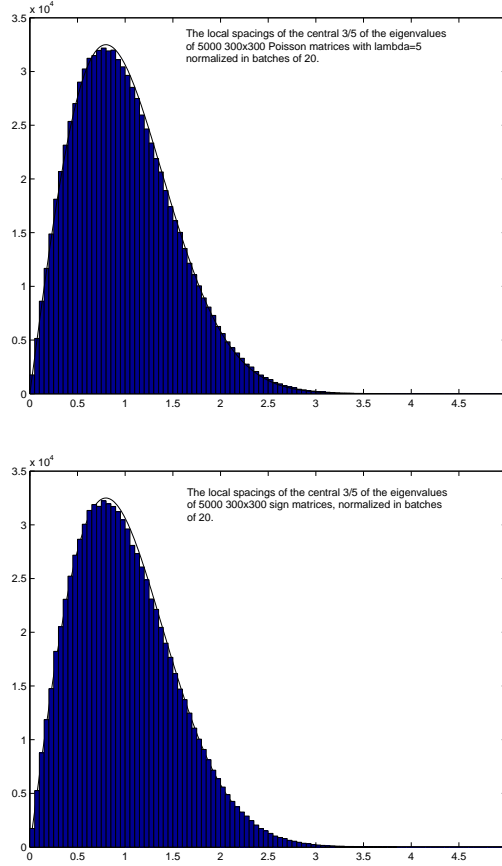 x 10^4
The local spacings of the central 3/5 of the eigenvalues
of 5000 300x300 Poisson matrices with lambda=5
normalized in batches of 20.
3.5
3
2.5
2
1.5
1
0.5
0
0 0.5 1 1.5 2 2.5 3 3.5 4 4.5
x 10^4
The local spacings of the central 3/5 of the eigenvalues
of 5000 300x300 sign matrices, normalized in batches
of 20.
3.5
3
2.5
2
1.5
1
0.5
0
0 0.5 1 1.5 2 2.5 3 3.5 4 4.5